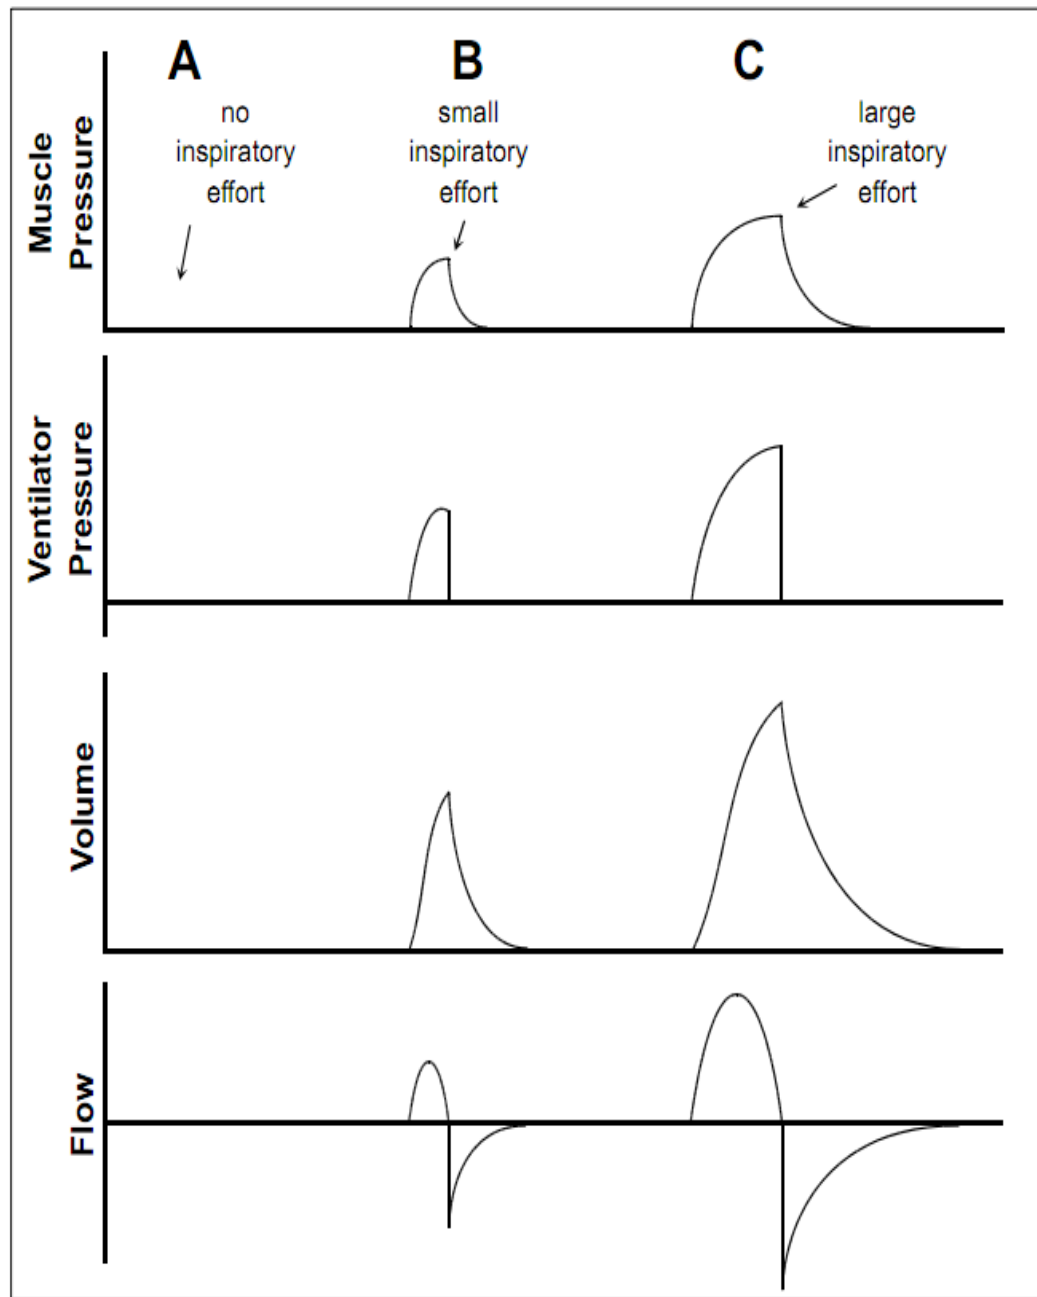 A
B
C
no
inspiratory
effort
small
inspiratory
effort
large
inspiratory
effort
Muscle
Pressure
Ventilator
Pressure
Volume
Flow